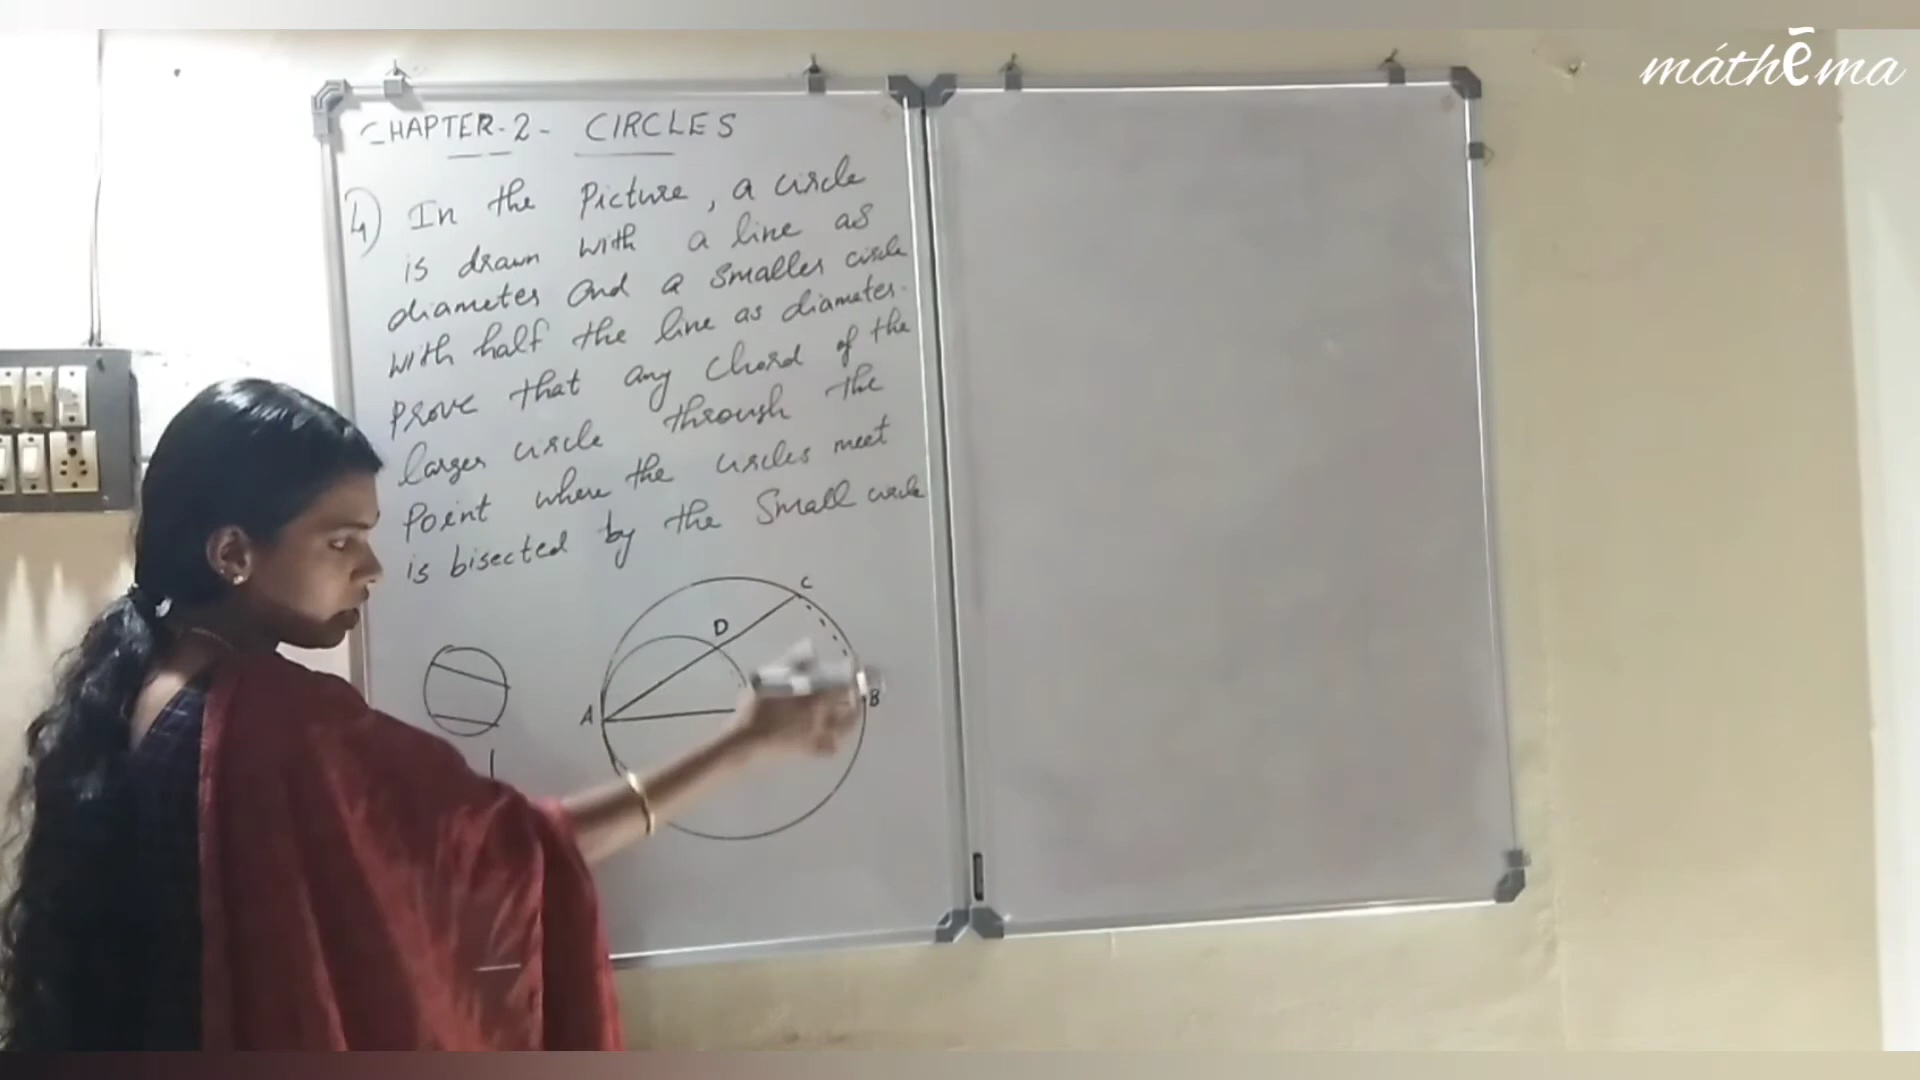 máthēma
CHAPTER-2- CIRCLES
4) In the Picture, a circle
is drawn with a line as
diameter and a smaller circle
with half the line as diameter.
Prove that any chord of the
larger circle through the
Point where the circles meet
is bisected by the small circle
C
D
A
B